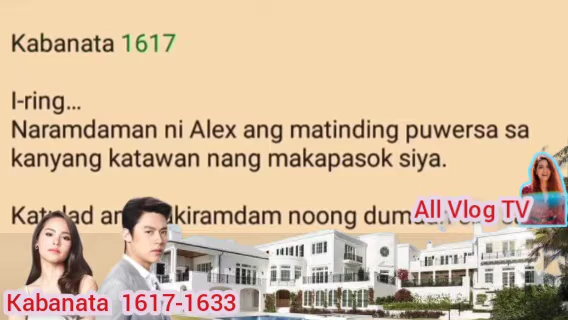 Kabanata 1617
I-ring...
Naramdaman ni Alex ang matinding puwersa sa
kanyang katawan nang makapasok siya.
noong
All Vlog TV
Kabanata 1617-1633